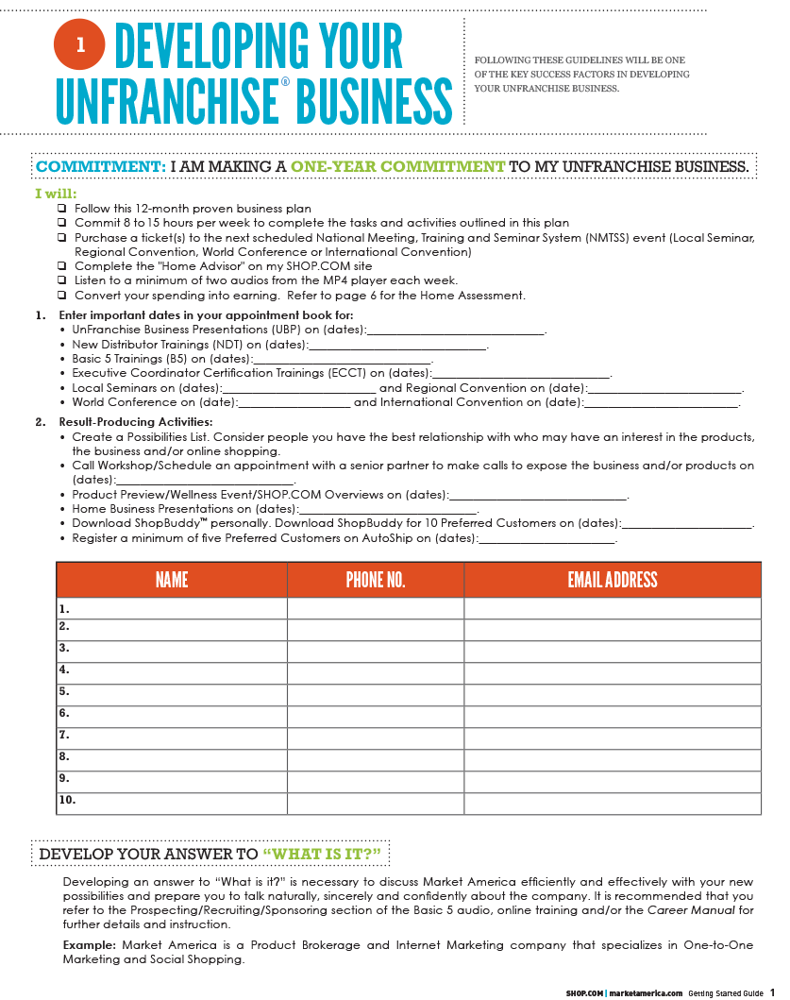 1 DEVELOPING YOUR
UNFRANCHISE® BUSINESS
FOLLOWING THESE GUIDELINES WILL BE ONE
OF THE KEY SUCCESS FACTORS IN DEVELOPING
YOUR UNFRANCHISE BUSINESS.
COMMITMENT: I AM MAKING A ONE-YEAR COMMITMENT TO MY UNFRANCHISE BUSINESS.
I will:
❑ Follow this 12-month proven business plan
❑ Commit 8 to 15 hours per week to complete the tasks and activities outlined in this plan
❑ Purchase a ticket(s) to the next scheduled National Meeting, Training and Seminar System (NMTSS) event (Local Seminar,
Regional Convention, World Conference or International Convention)
❑ Complete the "Home Advisor" on my SHOP.COM site
❑ Listen to a minimum of two audios from the MP4 player each week.
❑ Convert your spending into earning. Refer to page 6 for the Home Assessment.
1. Enter important dates in your appointment book for:
• UnFranchise Business Presentations (UBP) on (dates):______________________________.
• New Distributor Trainings (NDT) on (dates):______________________________.
• Basic 5 Trainings (B5) on (dates):______________________________.
• Executive Coordinator Certification Trainings (ECCT) on (dates):______________________________.
• Local Seminars on (dates):__________________________ and Regional Convention on (date):__________________________.
• World Conference on (date):___________________ and International Convention on (date):__________________________.
2. Result-Producing Activities:
• Create a Possibilities List. Consider people you have the best relationship with who may have an interest in the products,
the business and/or online shopping.
• Call Workshop/Schedule an appointment with a senior partner to make calls to expose the business and/or products on
(dates):______________________________.
• Product Preview/Wellness Event/SHOP.COM Overviews on (dates):______________________________.
• Home Business Presentations on (dates):______________________________.
• Download ShopBuddy™ personally. Download ShopBuddy for 10 Preferred Customers on (dates):______________________.
• Register a minimum of five Preferred Customers on AutoShip on (dates):_______________________.
NAME PHONE NO. EMAIL ADDRESS
1.
2.
3.
4.
5.
6.
7.
8.
9.
10.
DEVELOP YOUR ANSWER TO “WHAT IS IT?”
Developing an answer to “What is it?” is necessary to discuss Market America efficiently and effectively with your new
possibilities and prepare you to talk naturally, sincerely and confidently about the company. It is recommended that you
refer to the Prospecting/Recruiting/Sponsoring section of the Basic 5 audio, online training and/or the Career Manual for
further details and instruction.
Example: Market America is a Product Brokerage and Internet Marketing company that specializes in One-to-One
Marketing and Social Shopping.
SHOP.COM | marketamerica.com Getting Started Guide 1